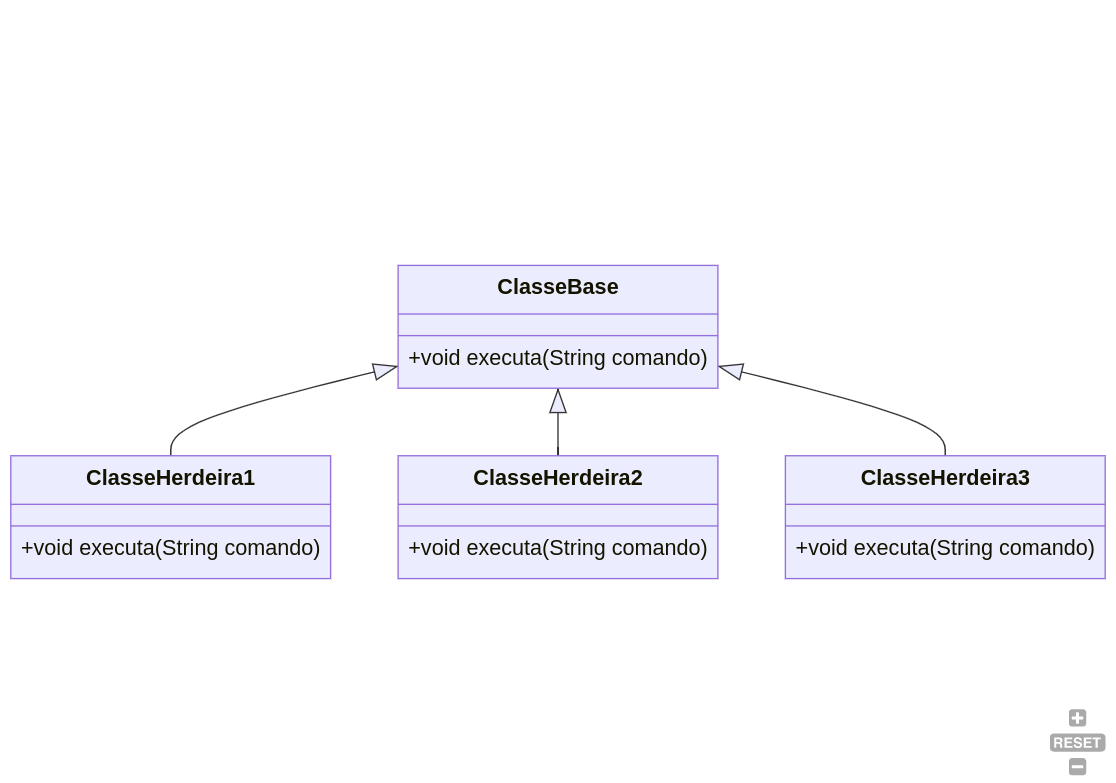 ClasseBase
+void executa(String comando)
ClasseHerdeira1
+void executa(String comando)
ClasseHerdeira2
+void executa(String comando)
ClasseHerdeira3
+void executa(String comando)
RESET